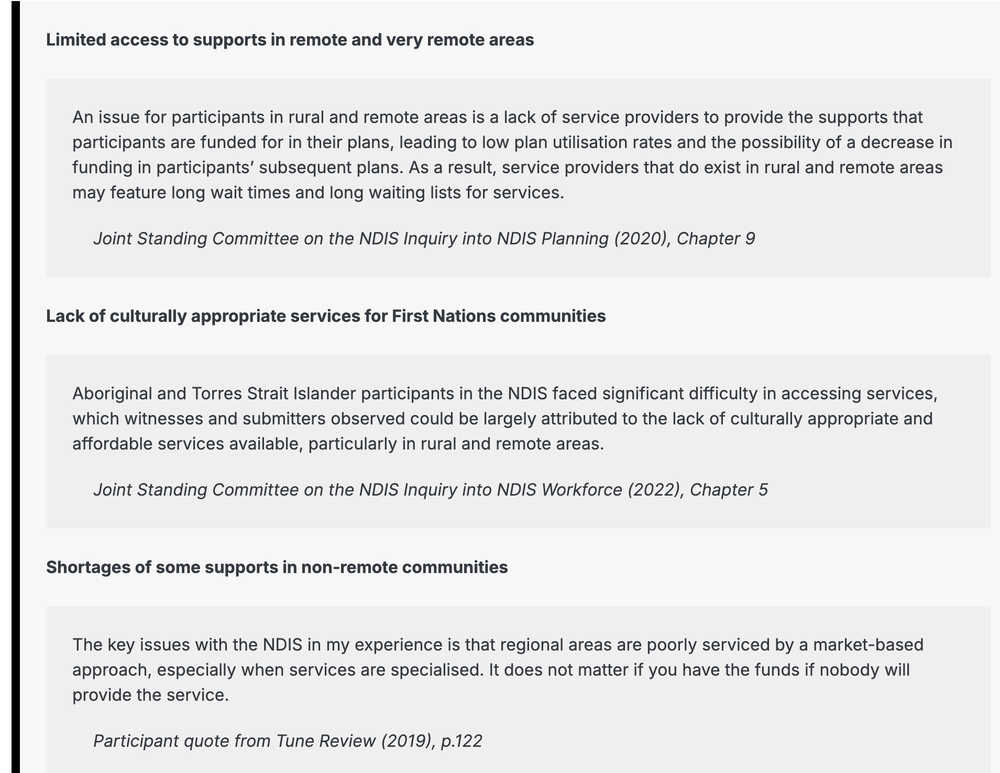 Limited access to supports in remote and very remote areas
An issue for participants in rural and remote areas is a lack of service providers to provide the supports that
participants are funded for in their plans, leading to low plan utilisation rates and the possibility of a decrease in
funding in participants’ subsequent plans. As a result, service providers that do exist in rural and remote areas
may feature long wait times and long waiting lists for services.
Joint Standing Committee on the NDIS Inquiry into NDIS Planning (2020), Chapter 9
Lack of culturally appropriate services for First Nations communities
Aboriginal and Torres Strait Islander participants in the NDIS faced significant difficulty in accessing services,
which witnesses and submitters observed could be largely attributed to the lack of culturally appropriate and
affordable services available, particularly in rural and remote areas.
Joint Standing Committee on the NDIS Inquiry into NDIS Workforce (2022), Chapter 5
Shortages of some supports in non-remote communities
The key issues with the NDIS in my experience is that regional areas are poorly serviced by a market-based
approach, especially when services are specialised. It does not matter if you have the funds if nobody will
provide the service.
Participant quote from Tune Review (2019), p.122